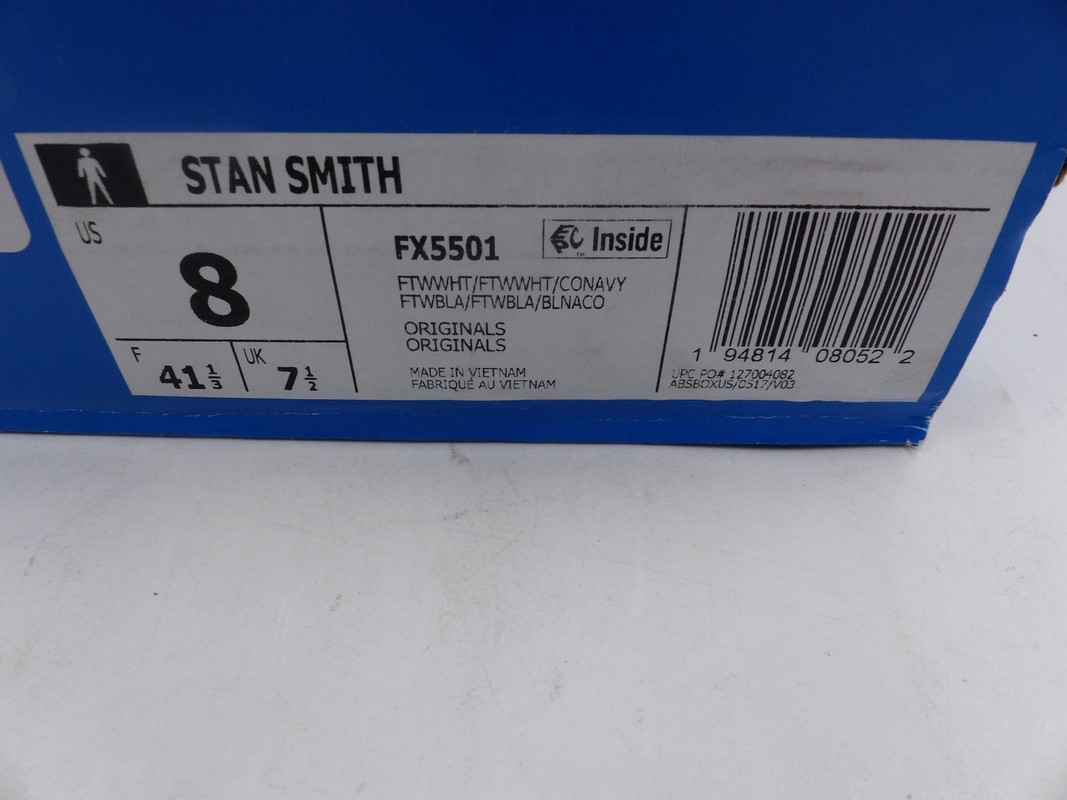 STAN SMITH
US
8
F
41 1/3
UK
7 1/2
FX5501
Inside
TM
FTWWHT/FTWWHT/CONAVY
FTWBLA/FTWBLA/BLNACO
ORIGINALS
ORIGINALS
MADE IN VIETNAM
FABRIQUÉ AU VIETNAM
1 94814 08052 2
UPC PO# 127004082
ABSBOXUS/0517/V03